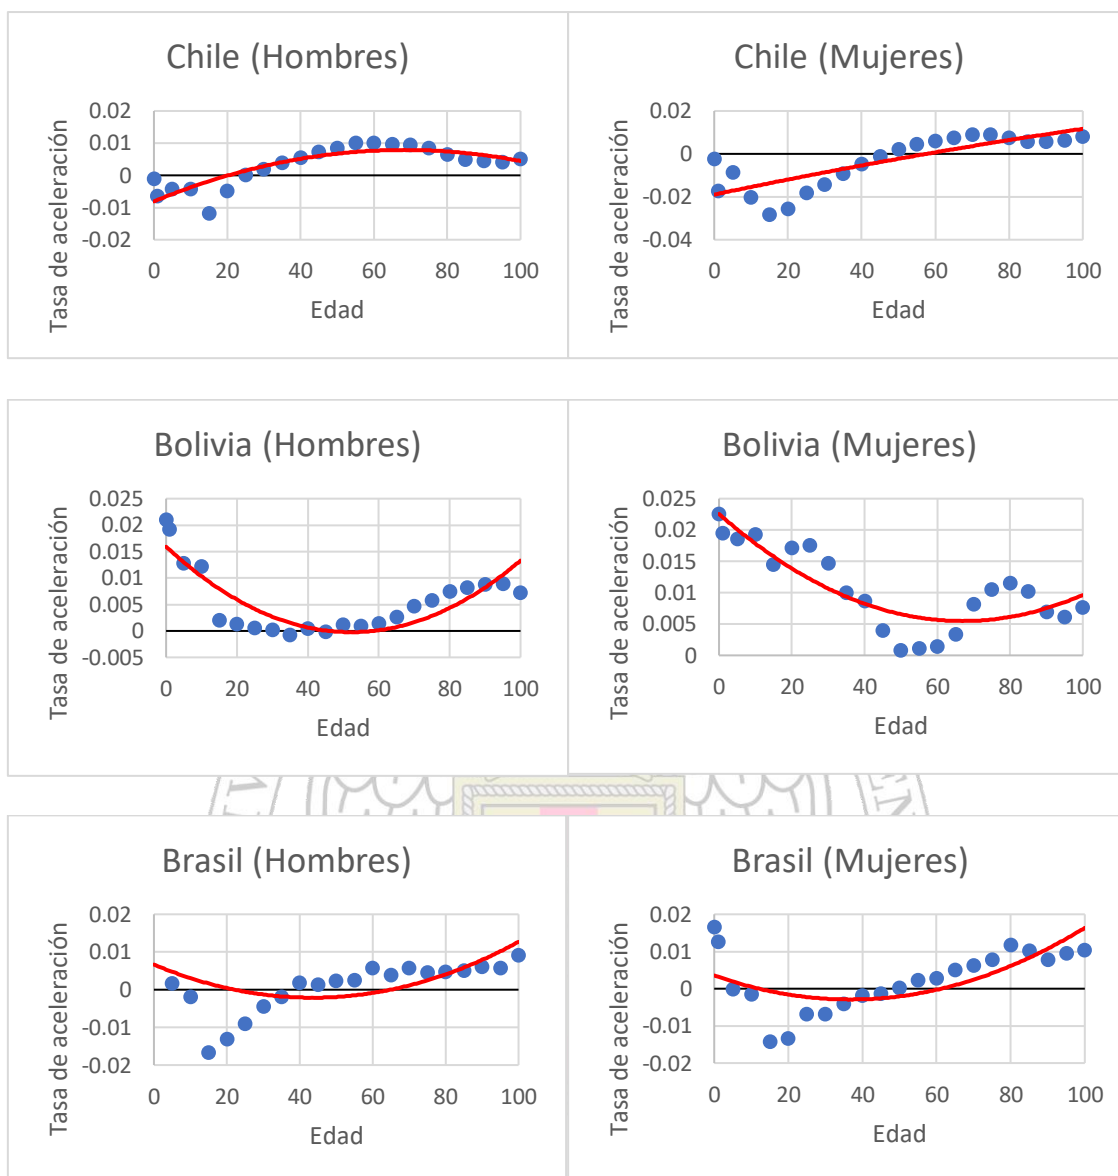 Chile (Hombres)
Tasa de aceleración
0.02
0.01
0
-0.01
-0.02
0 20 40 60 80 100
Edad
Chile (Mujeres)
Tasa de aceleración
0.02
0
-0.02
-0.04
0 20 40 60 80 100
Edad
Bolivia (Hombres)
Tasa de aceleración
0.025
0.02
0.015
0.01
0.005
0
-0.005
0 20 40 60 80 100
Edad
Bolivia (Mujeres)
Tasa de aceleración
0.025
0.02
0.015
0.01
0.005
0
0 20 40 60 80 100
Edad
Brasil (Hombres)
Tasa de aceleración
0.02
0.01
0
-0.01
-0.02
0 20 40 60 80 100
Edad
Brasil (Mujeres)
Tasa de aceleración
0.02
0.01
0
-0.01
0.02
0 20 40 60 80 100
Edad